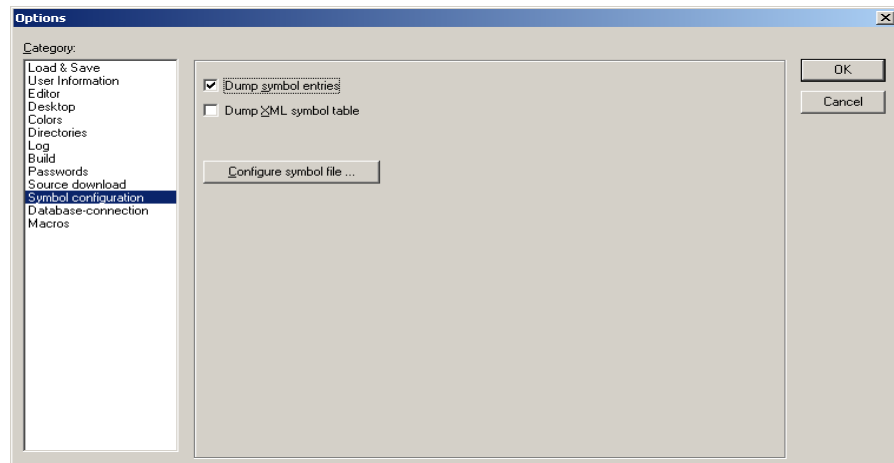 Options
Category:
Load & Save
User Information
Editor
Desktop
Colors
Directories
Log
Build
Passwords
Source download
Symbol configuration
Database-connection
Macros
Dump symbol entries
Dump XML symbol table
Configure symbol file ...
OK
Cancel